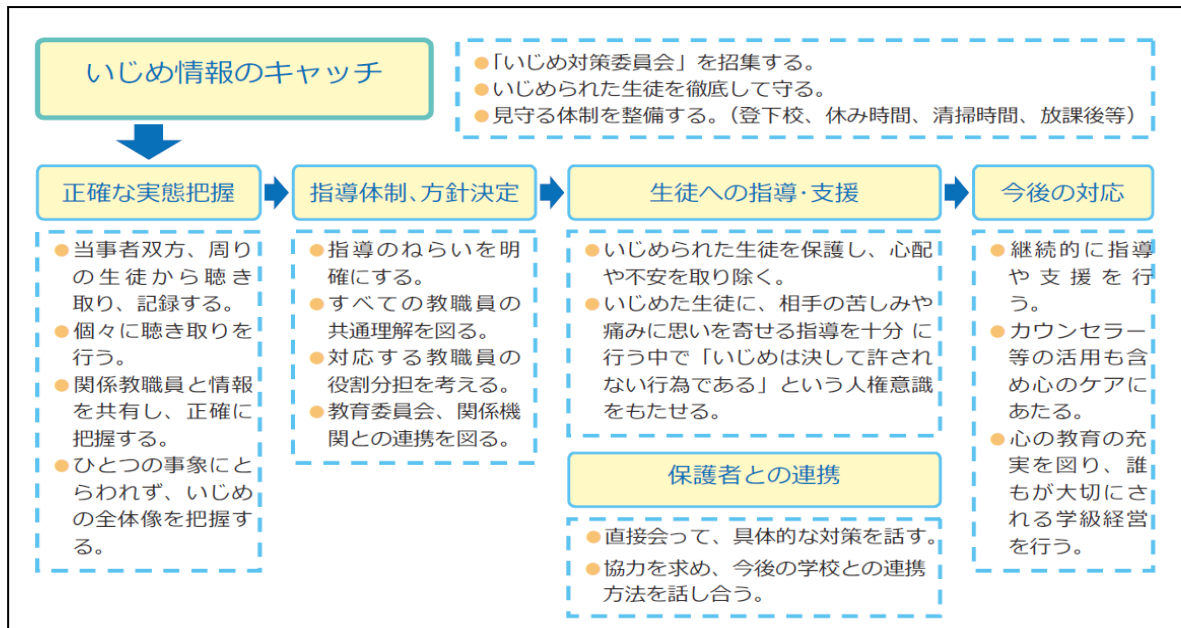 いじめ情報のキャッチ
●「いじめ対策委員会」を招集する。
●いじめられた生徒を徹底して守る。
●見守る体制を整備する。（登下校、休み時間、清掃時間、放課後等）
正確な実態把握
●当事者双方、周り
の生徒から聴き
取り、記録する。
●個々に聴き取りを
行う。
●関係教職員と情報
を共有し、正確に
把握する。
●ひとつの事象にと
らわれず、いじめ
の全体像を把握す
る。
指導体制、方針決定
●指導のねらいを明
確にする。
●すべての教職員の
共通理解を図る。
●対応する教職員の
役割分担を考える。
●教育委員会、関係機
関との連携を図る。
生徒への指導・支援
●いじめられた生徒を保護し、心配
や不安を取り除く。
●いじめた生徒に、相手の苦しみや
痛みに思いを寄せる指導を十分 に
行う中で「いじめは決して許され
ない行為である」という人権意識
をもたせる。
保護者との連携
●直接会って、具体的な対策を話す。
●協力を求め、今後の学校との連携
方法を話し合う。
今後の対応
●継続的に指導
や支援を行
う。
●カウンセラー
等の活用も含
め心のケアに
あたる。
●心の教育の充
実を図り、誰
もが大切にさ
れる学級経営
を行う。